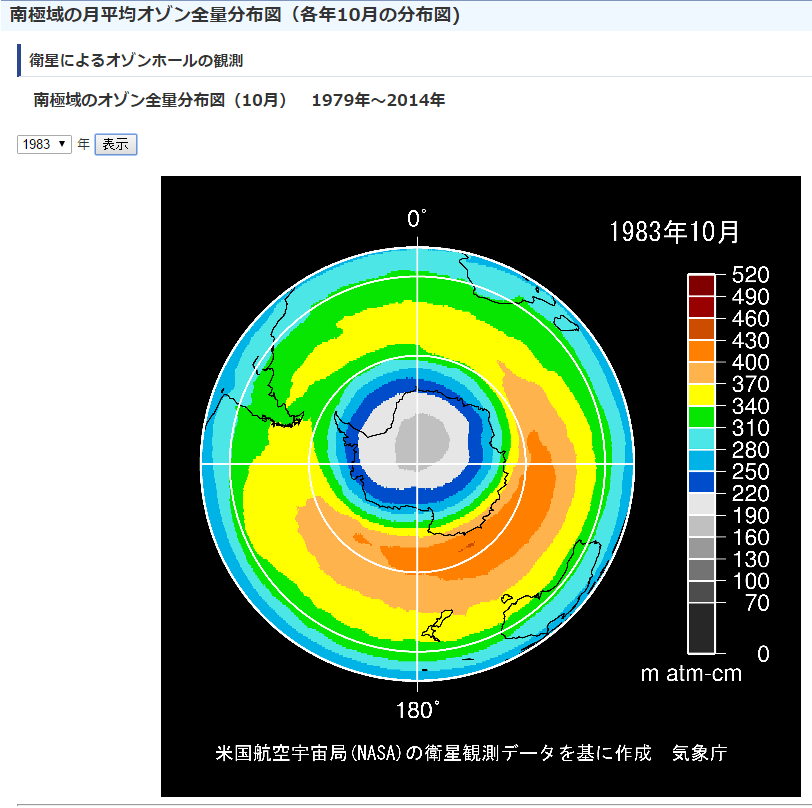 南極域の月平均オゾン全量分布図（各年10月の分布図)
衛星によるオゾンホールの観測
南極域のオゾン全量分布図（10月）　1979年～2014年
1983 ▼ 年 表示
0°
1983年10月
520
490
460
430
400
370
340
310
280
250
220
190
160
130
100
70
0
m atm-cm
180°
米国航空宇宙局(NASA)の衛星観測データを基に作成　気象庁